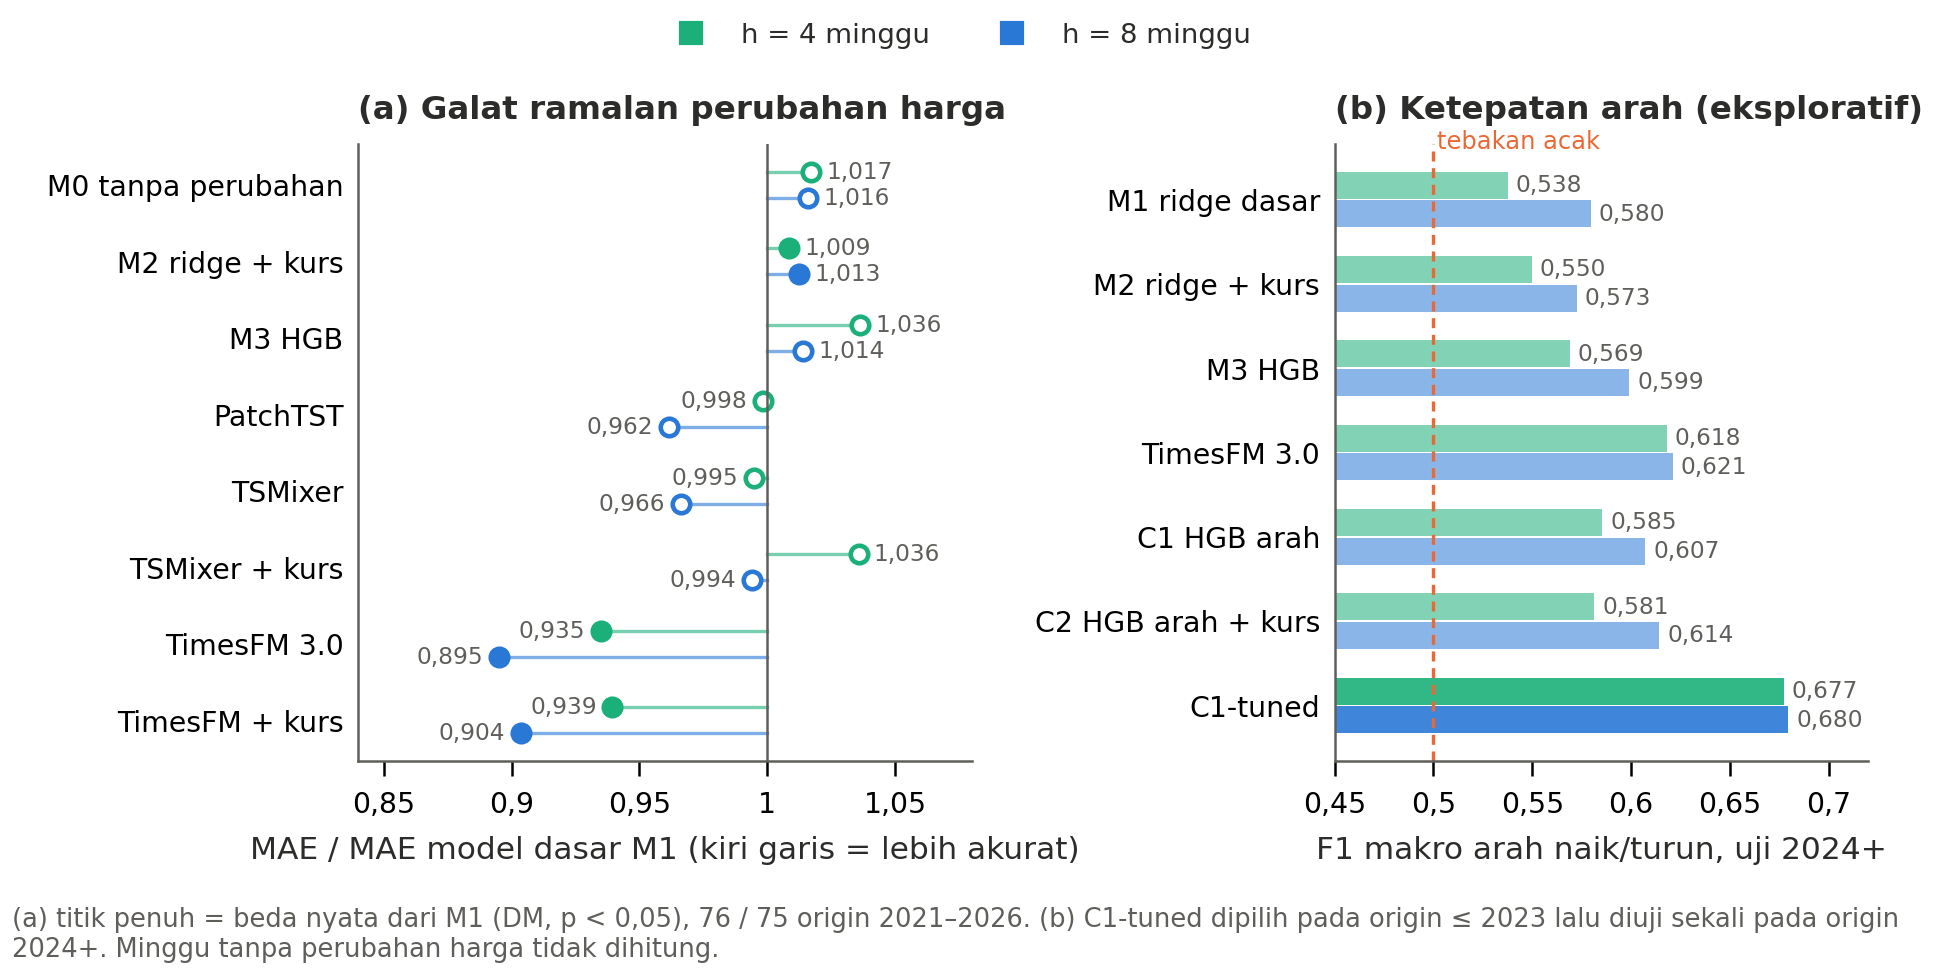 h = 4 minggu
h = 8 minggu
(a) Galat ramalan perubahan harga
M0 tanpa perubahan
1,017
1,016
M2 ridge + kurs
1,009
1,013
M3 HGB
1,036
1,014
PatchTST
0,998
0,962
TSMixer
0,995
0,966
TSMixer + kurs
1,036
0,994
TimesFM 3.0
0,935
0,895
TimesFM + kurs
0,939
0,904
0,85
0,9
0,95
1
1,05
MAE / MAE model dasar M1 (kiri garis = lebih akurat)
(b) Ketepatan arah (eksploratif)
tebakan acak
M1 ridge dasar
0,538
0,580
M2 ridge + kurs
0,550
0,573
M3 HGB
0,569
0,599
TimesFM 3.0
0,618
0,621
C1 HGB arah
0,585
0,607
C2 HGB arah + kurs
0,581
0,614
C1-tuned
0,677
0,680
0,45
0,5
0,55
0,6
0,65
0,7
F1 makro arah naik/turun, uji 2024+
(a) titik penuh = beda nyata dari M1 (DM, p < 0,05), 76 / 75 origin 2021–2026. (b) C1-tuned dipilih pada origin ≤ 2023 lalu diuji sekali pada origin
2024+. Minggu tanpa perubahan harga tidak dihitung.